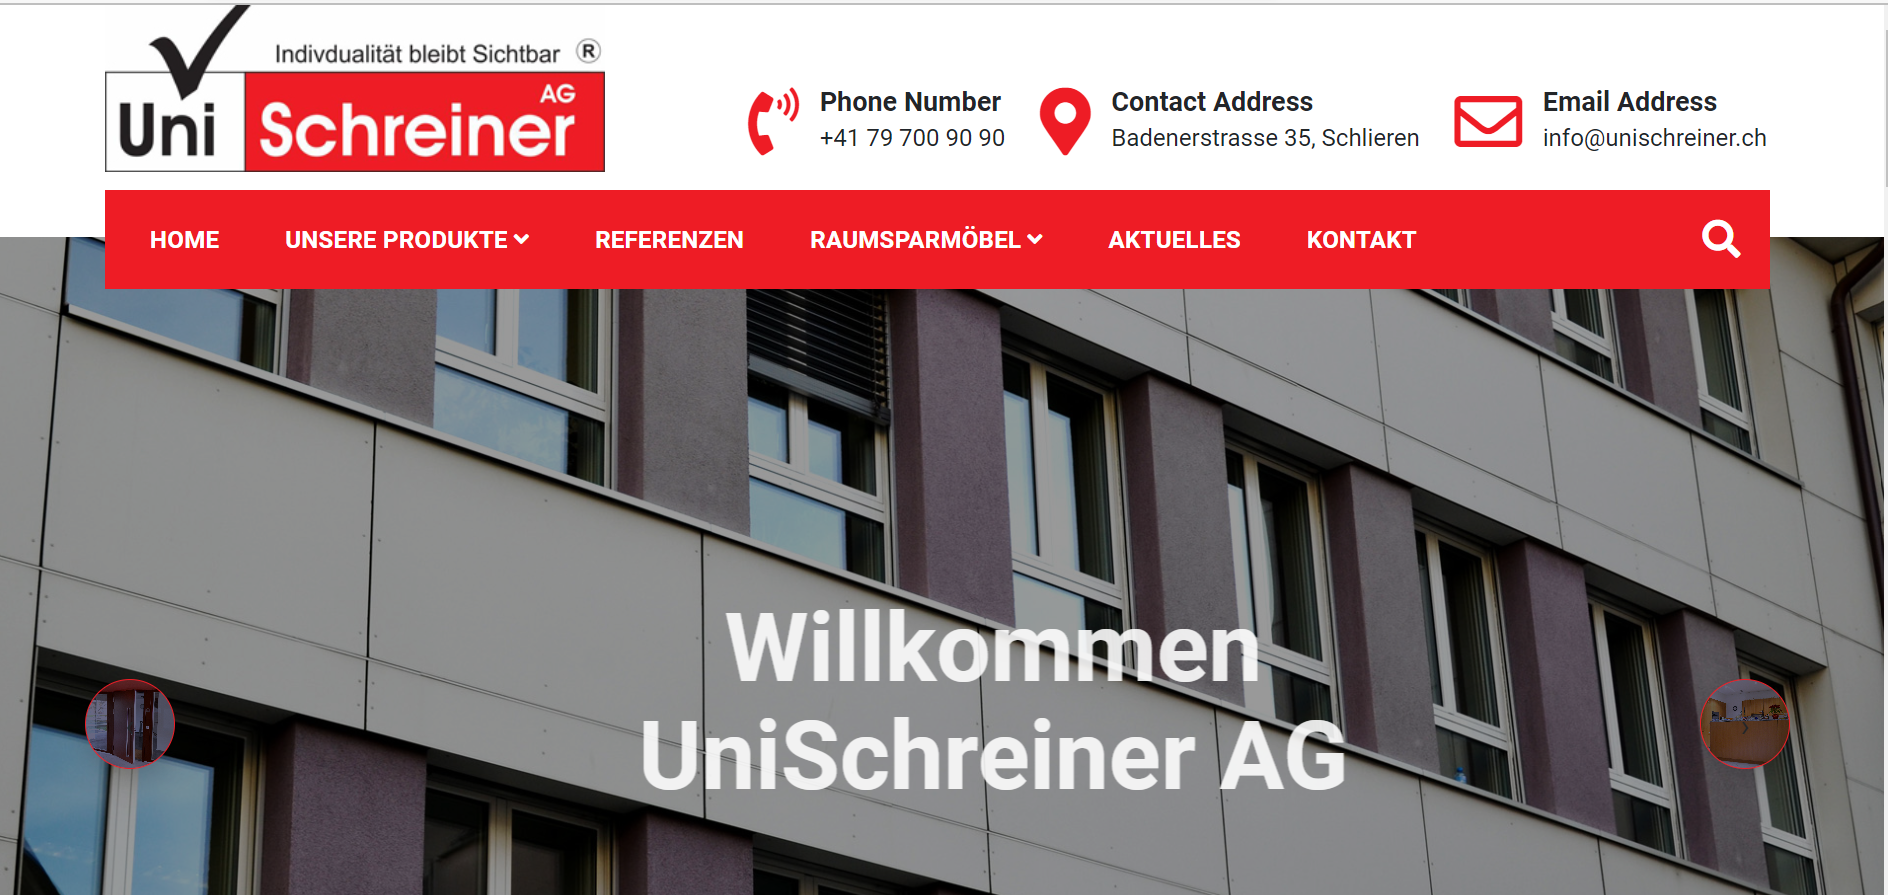 Indivdualität bleibt Sichtbar ®
Uni Schreiner AG
Phone Number
+41 79 700 90 90
Contact Address
Badenerstrasse 35, Schlieren
Email Address
info@unischreiner.ch
HOME UNSERE PRODUKTE REFERENZEN RAUMSPARMÖBEL AKTUELLES KONTAKT
Willkommen
UniSchreiner AG